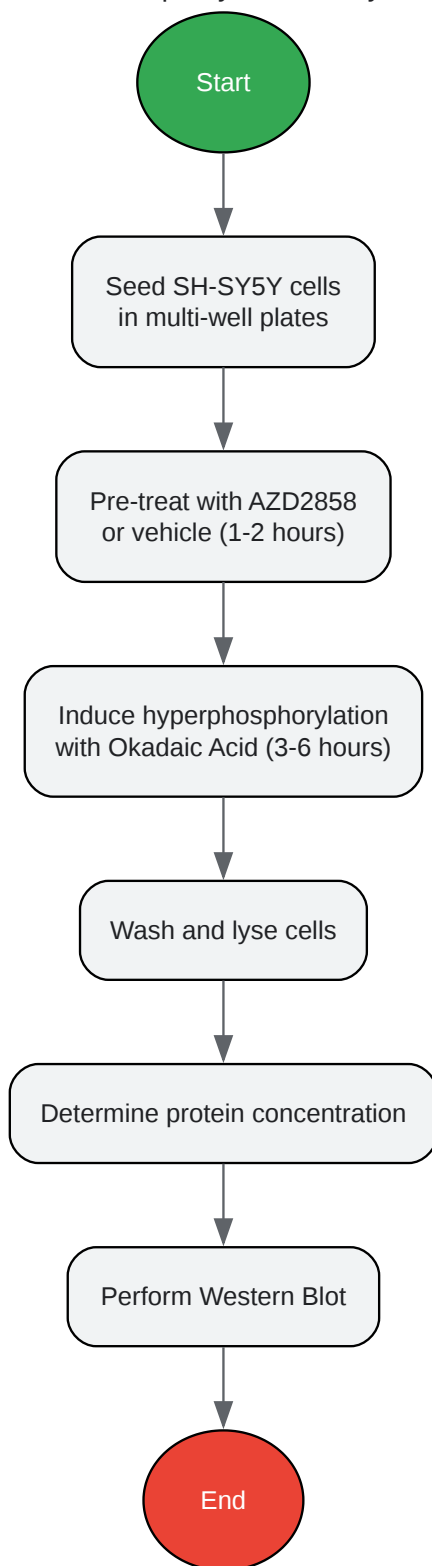 Start
Seed SH-SY5Y cells
in multi-well plates
Pre-treat with AZD2858
or vehicle (1-2 hours)
Induce hyperphosphorylation
with Okadaic Acid (3-6 hours)
Wash and lyse cells
Determine protein concentration
Perform Western Blot
End